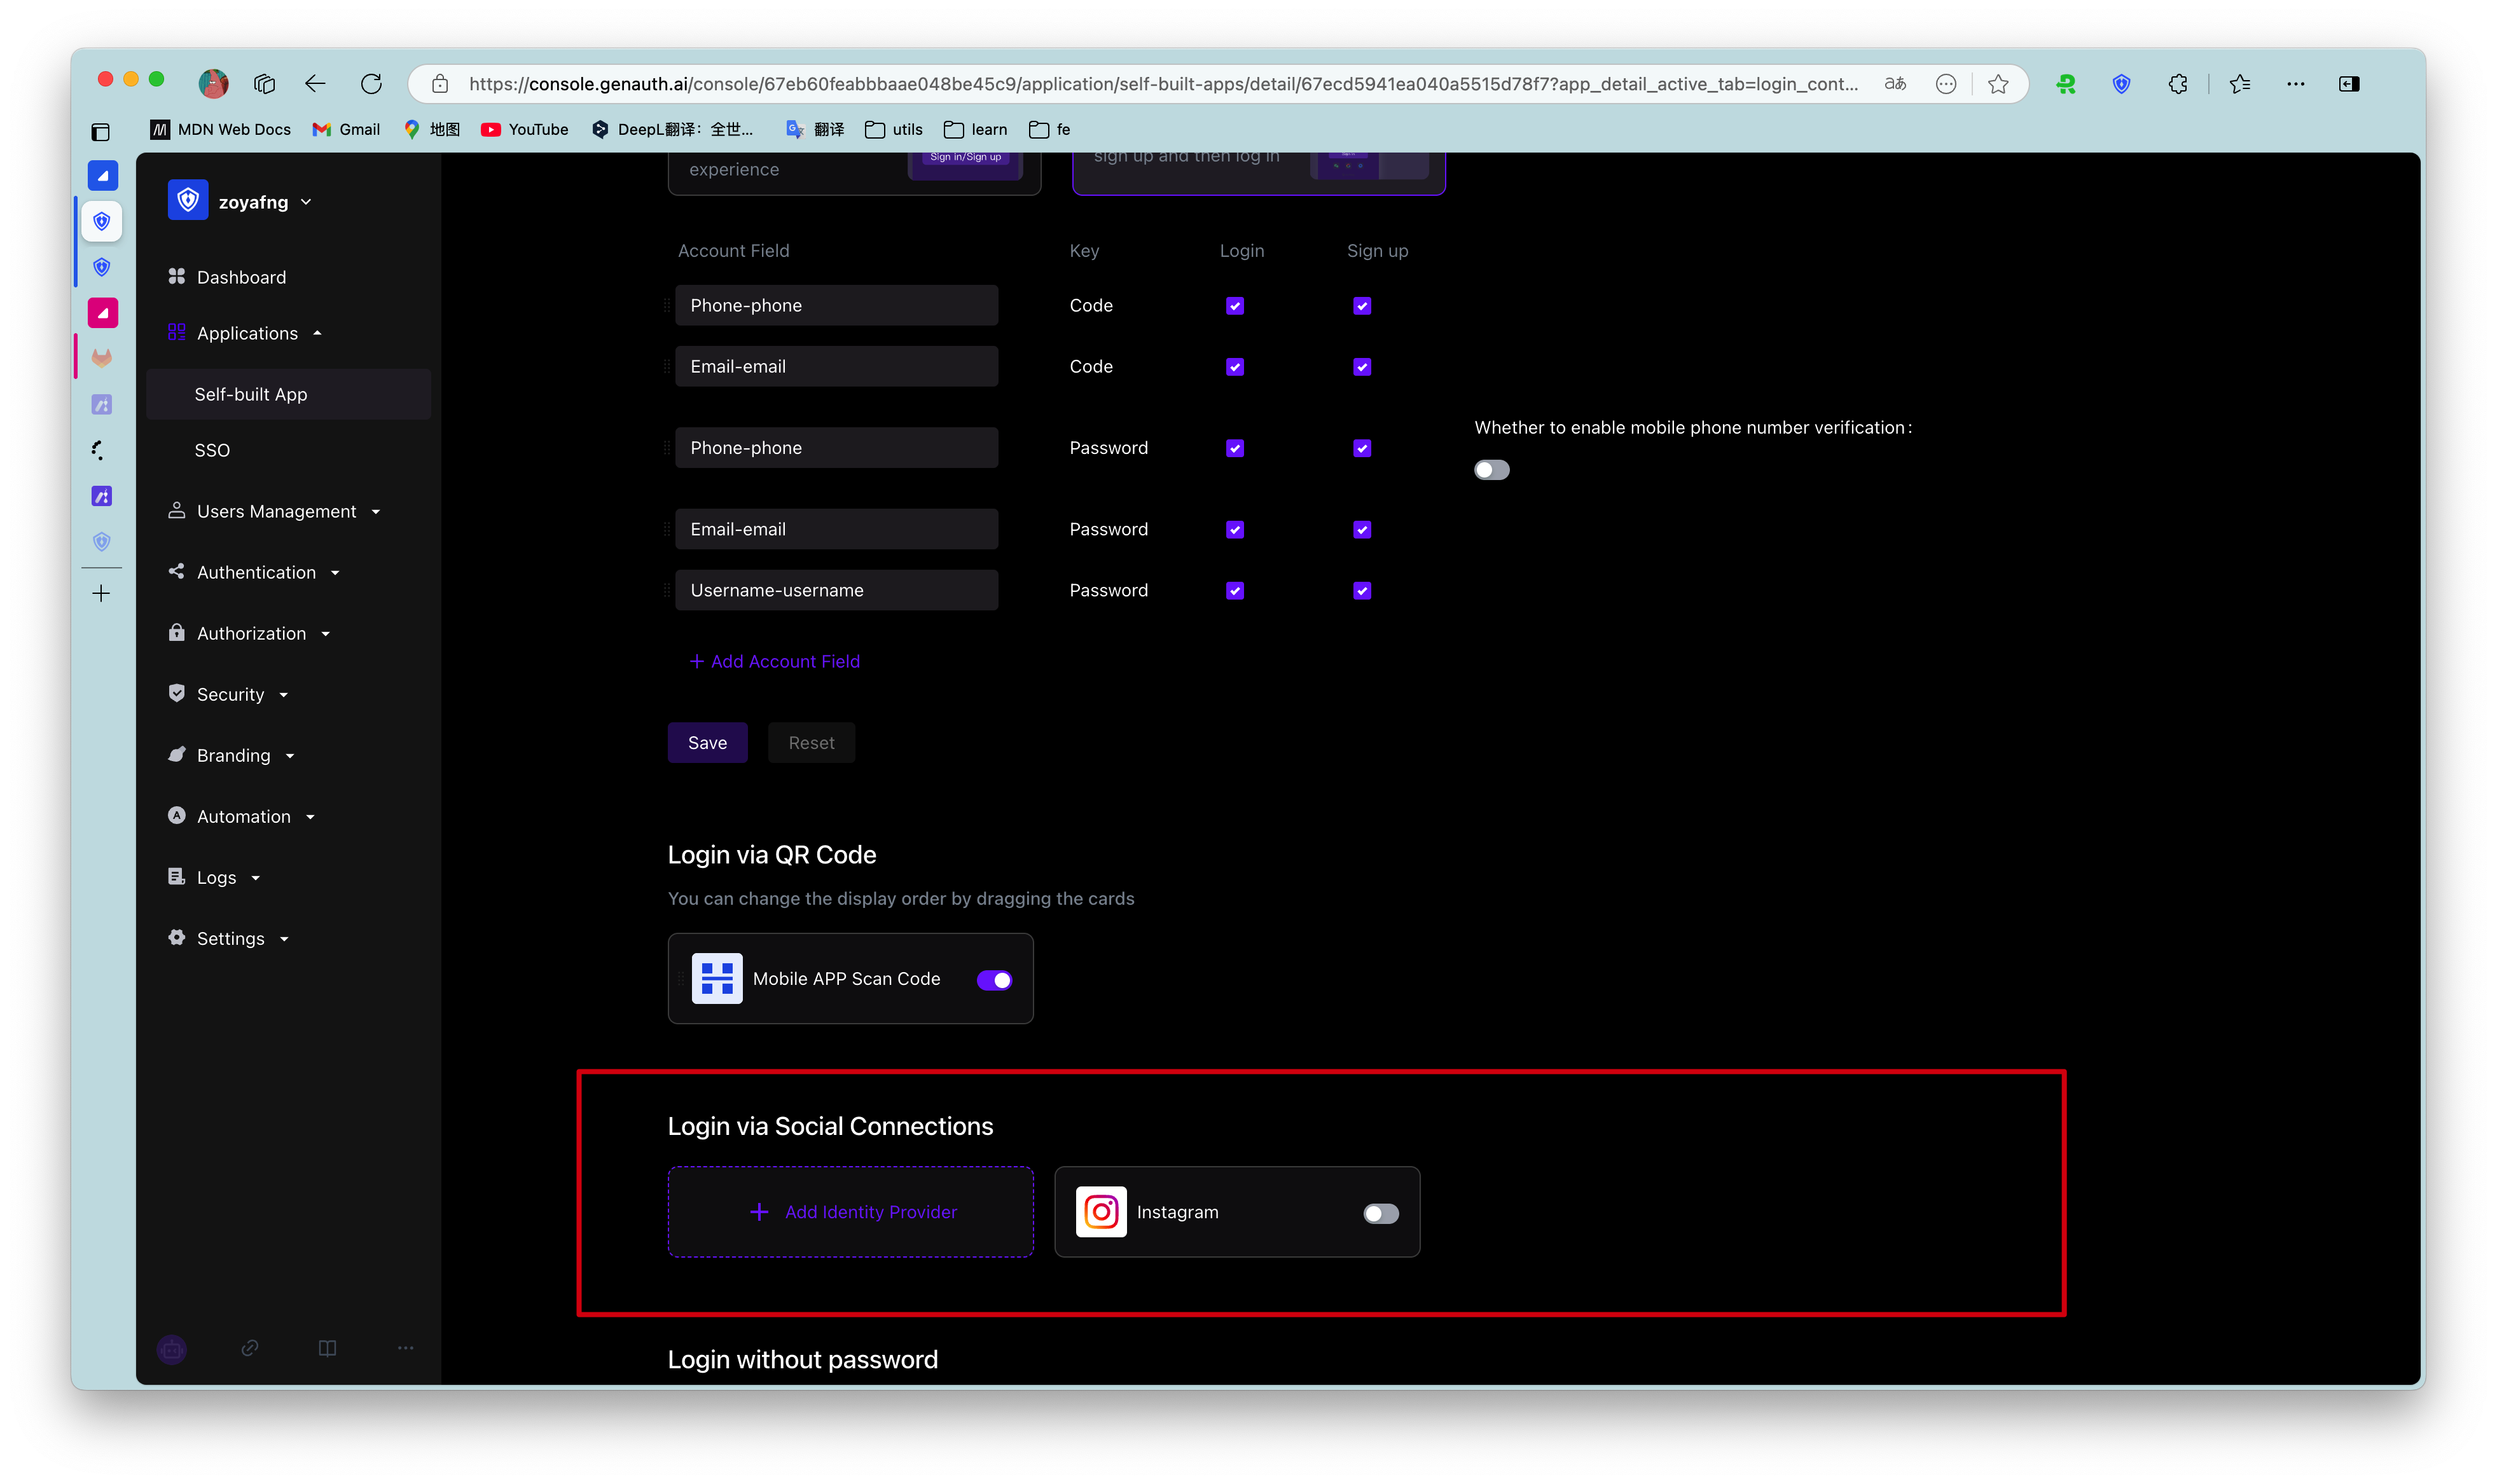 https://console.genauth.ai/console/67eb60feabbbaae048be45c9/application/self-built-apps/detail/67ecd5941ea040a5515d78f7?app_detail_active_tab=login_cont...
aあ
MDN Web Docs
Gmail
地图
YouTube
DeepL翻译：全世...
翻译
utils
learn
fe
zoyafng
Dashboard
Applications
Self-built App
SSO
Users Management
Authentication
Authorization
Security
Branding
Automation
Logs
Settings
experience
Sign in/Sign up
sign up and then log in
Account Field Key Login Sign up
Phone-phone Code
Email-email Code
Phone-phone Password
Whether to enable mobile phone number verification:
Email-email Password
Username-username Password
+ Add Account Field
Save Reset
Login via QR Code
You can change the display order by dragging the cards
Mobile APP Scan Code
Login via Social Connections
+ Add Identity Provider
Instagram
Login without password